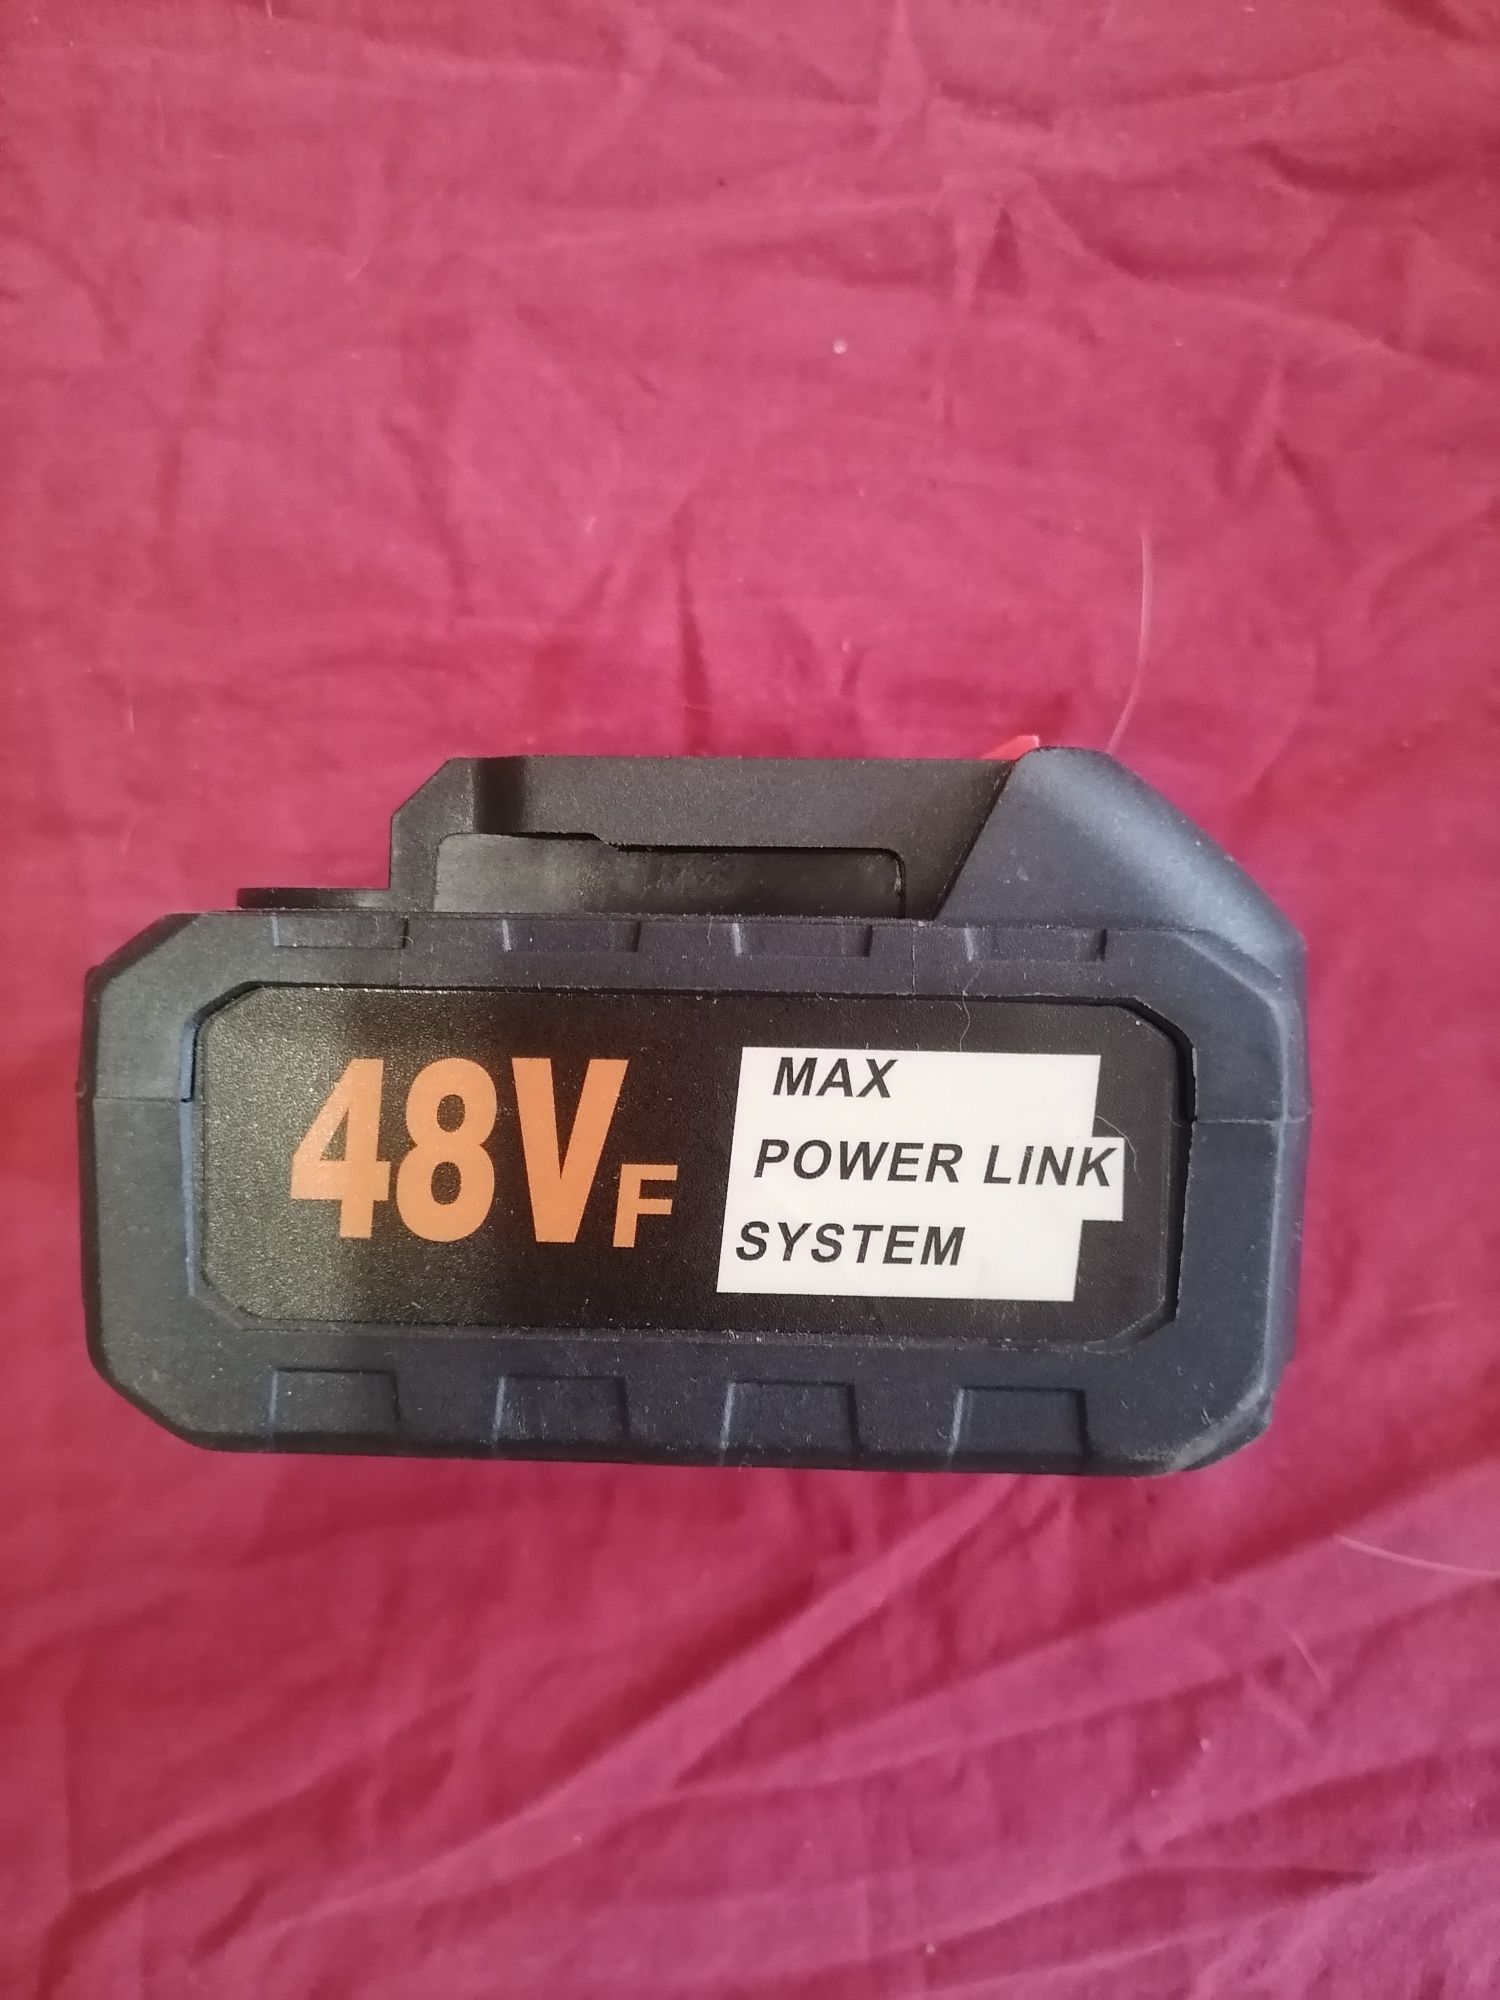 48VF
MAX
POWER LINK
SYSTEM